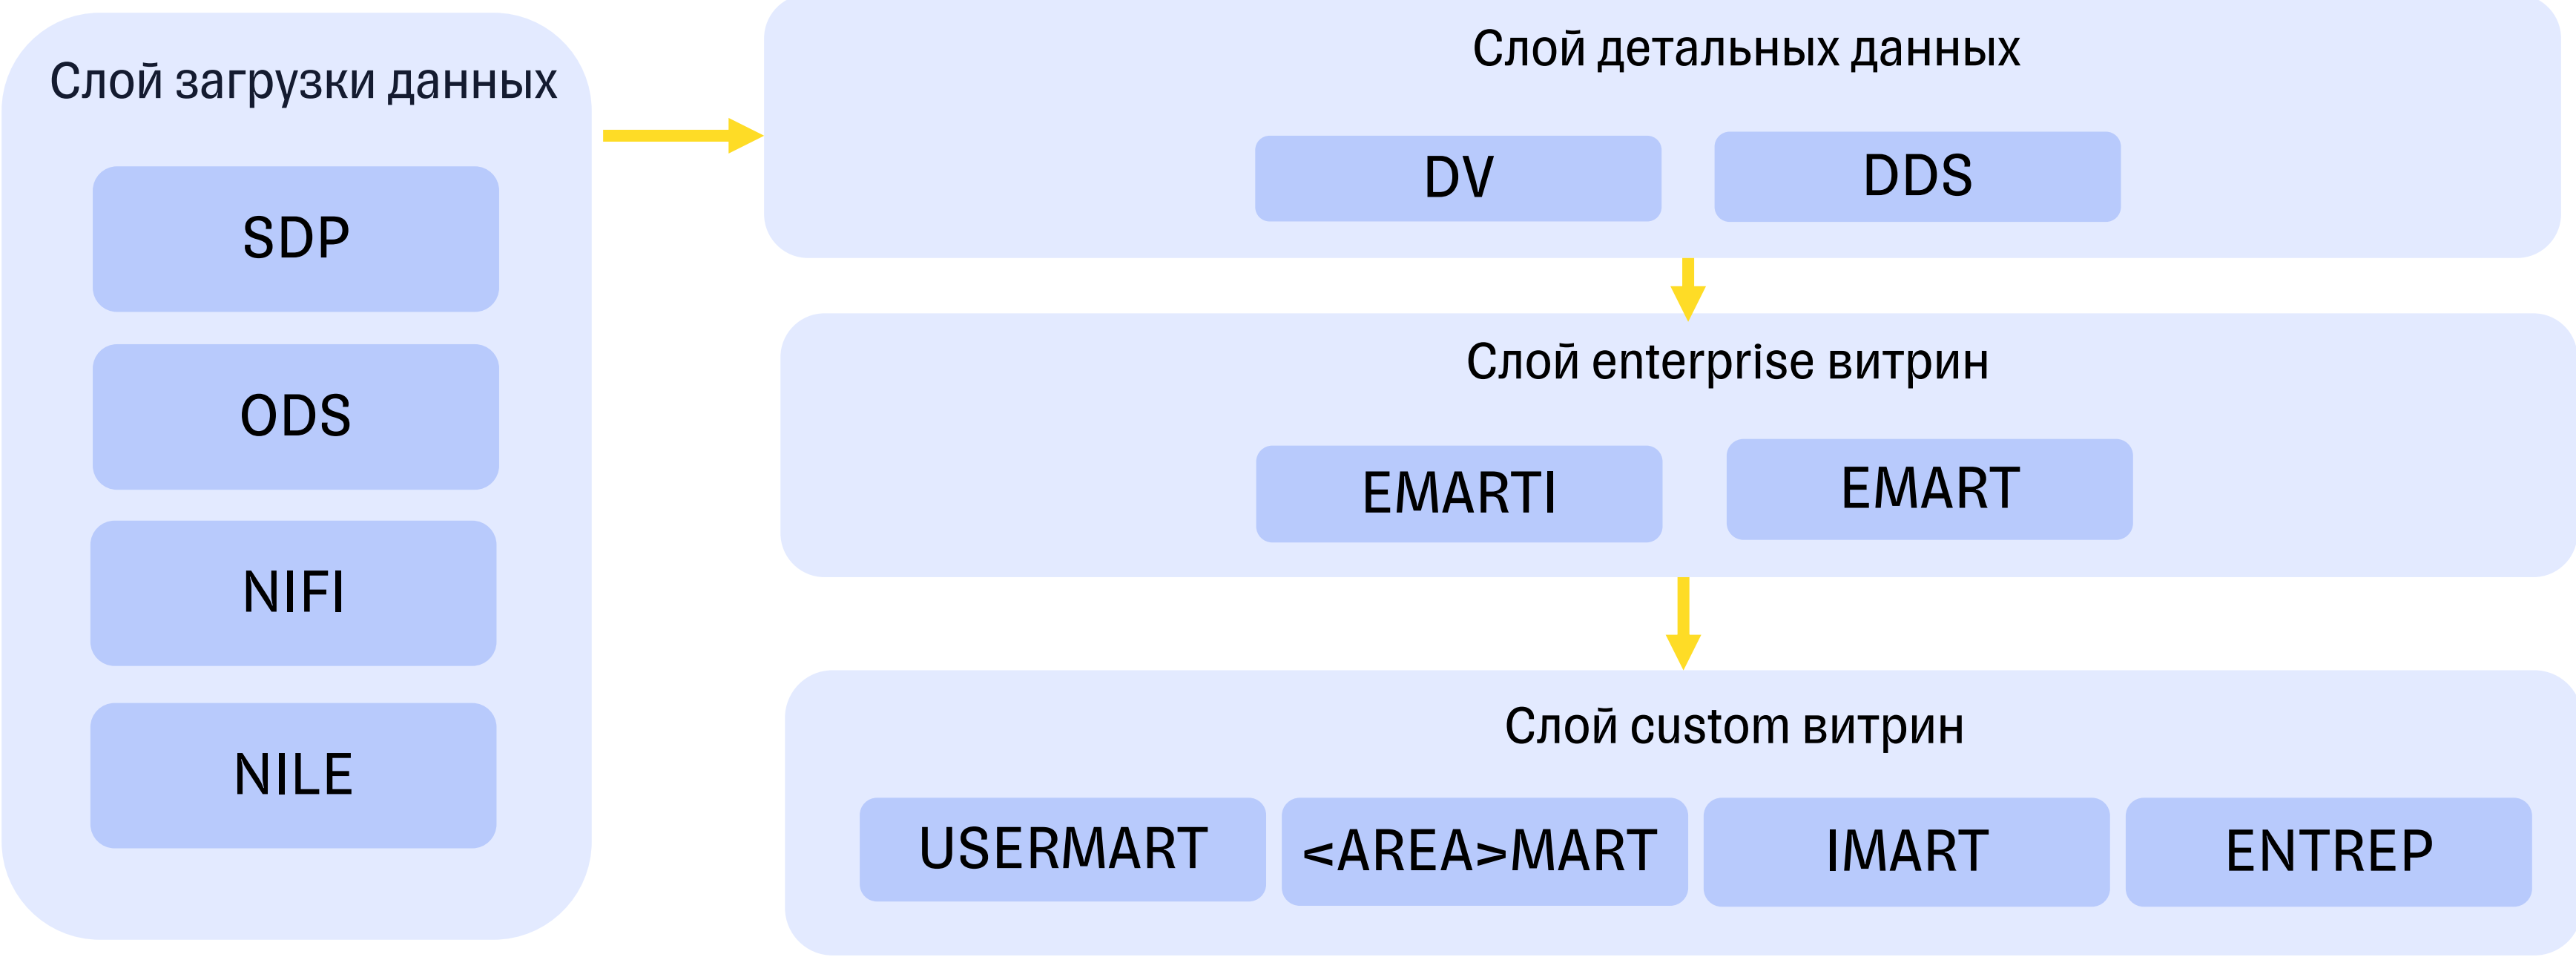 Слой загрузки данных
SDP
ODS
NIFI
NILE
Слой детальных данных
DV
DDS
Слой enterprise витрин
EMARTI
EMART
Слой custom витрин
USERMART
<AREA>MART
IMART
ENTREP